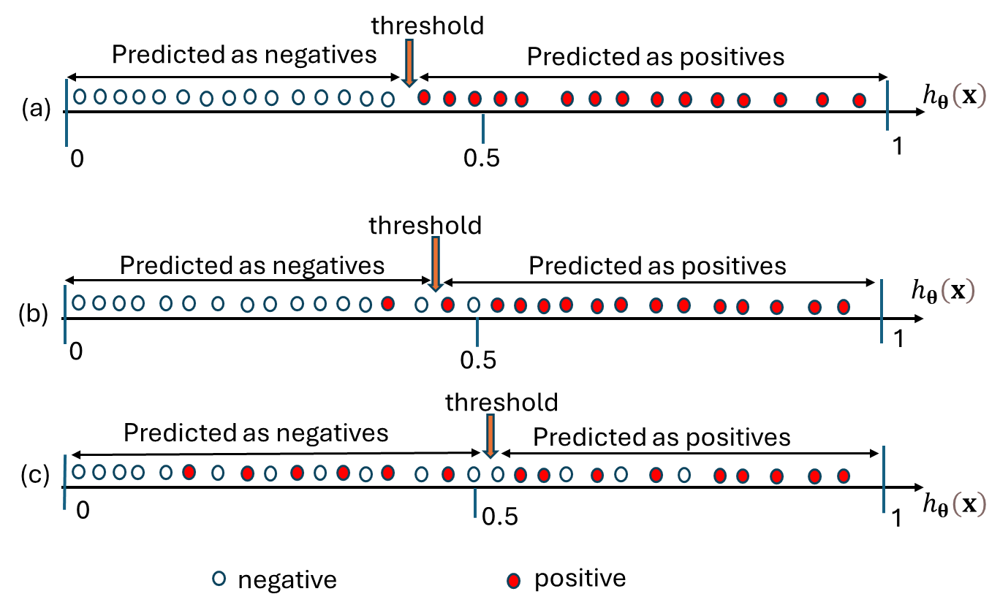 threshold
Predicted as negatives
Predicted as positives
(a)
hθ(x)
0
0.5
1
threshold
Predicted as negatives
Predicted as positives
(b)
hθ(x)
0
0.5
1
threshold
Predicted as negatives
Predicted as positives
(c)
hθ(x)
0
0.5
1
negative
positive